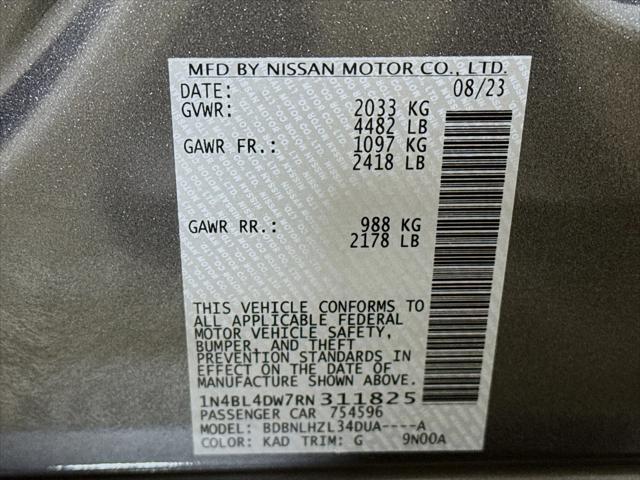 MFD BY NISSAN MOTOR CO., LTD.
DATE: 08/23
GVWR: 2033 KG
4482 LB
GAWR FR.: 1097 KG
2418 LB
GAWR RR.: 988 KG
2178 LB
THIS VEHICLE CONFORMS TO
ALL APPLICABLE FEDERAL
MOTOR VEHICLE SAFETY,
BUMPER, AND THEFT
PREVENTION STANDARDS IN
EFFECT ON THE DATE OF
MANUFACTURE SHOWN ABOVE.
1N4BL4DW7RN311825
PASSENGER CAR 754596
MODEL: BDBNLHZL34DUA----A
COLOR: KAD TRIM: G 9N00A